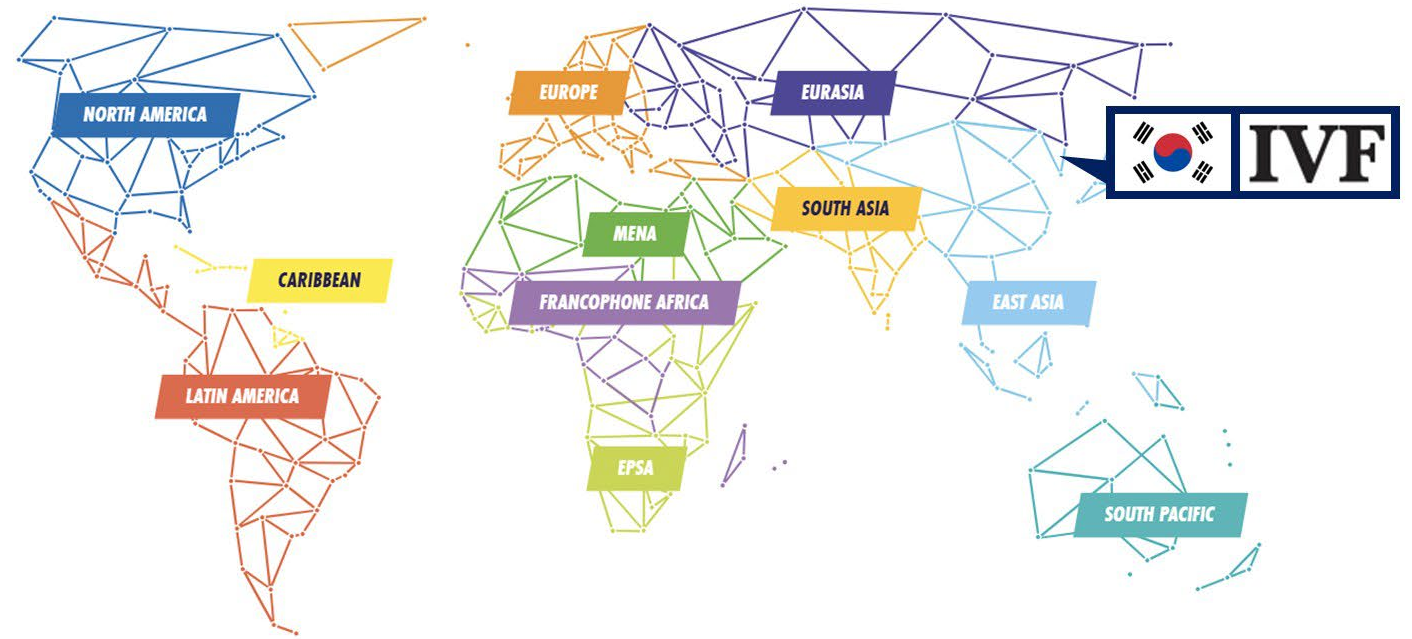 EUROPE
EURASIA
NORTH AMERICA
IVF
SOUTH ASIA
MENA
CARIBBEAN
FRANCOPHONE AFRICA
EAST ASIA
LATIN AMERICA
EPSA
SOUTH PACIFIC